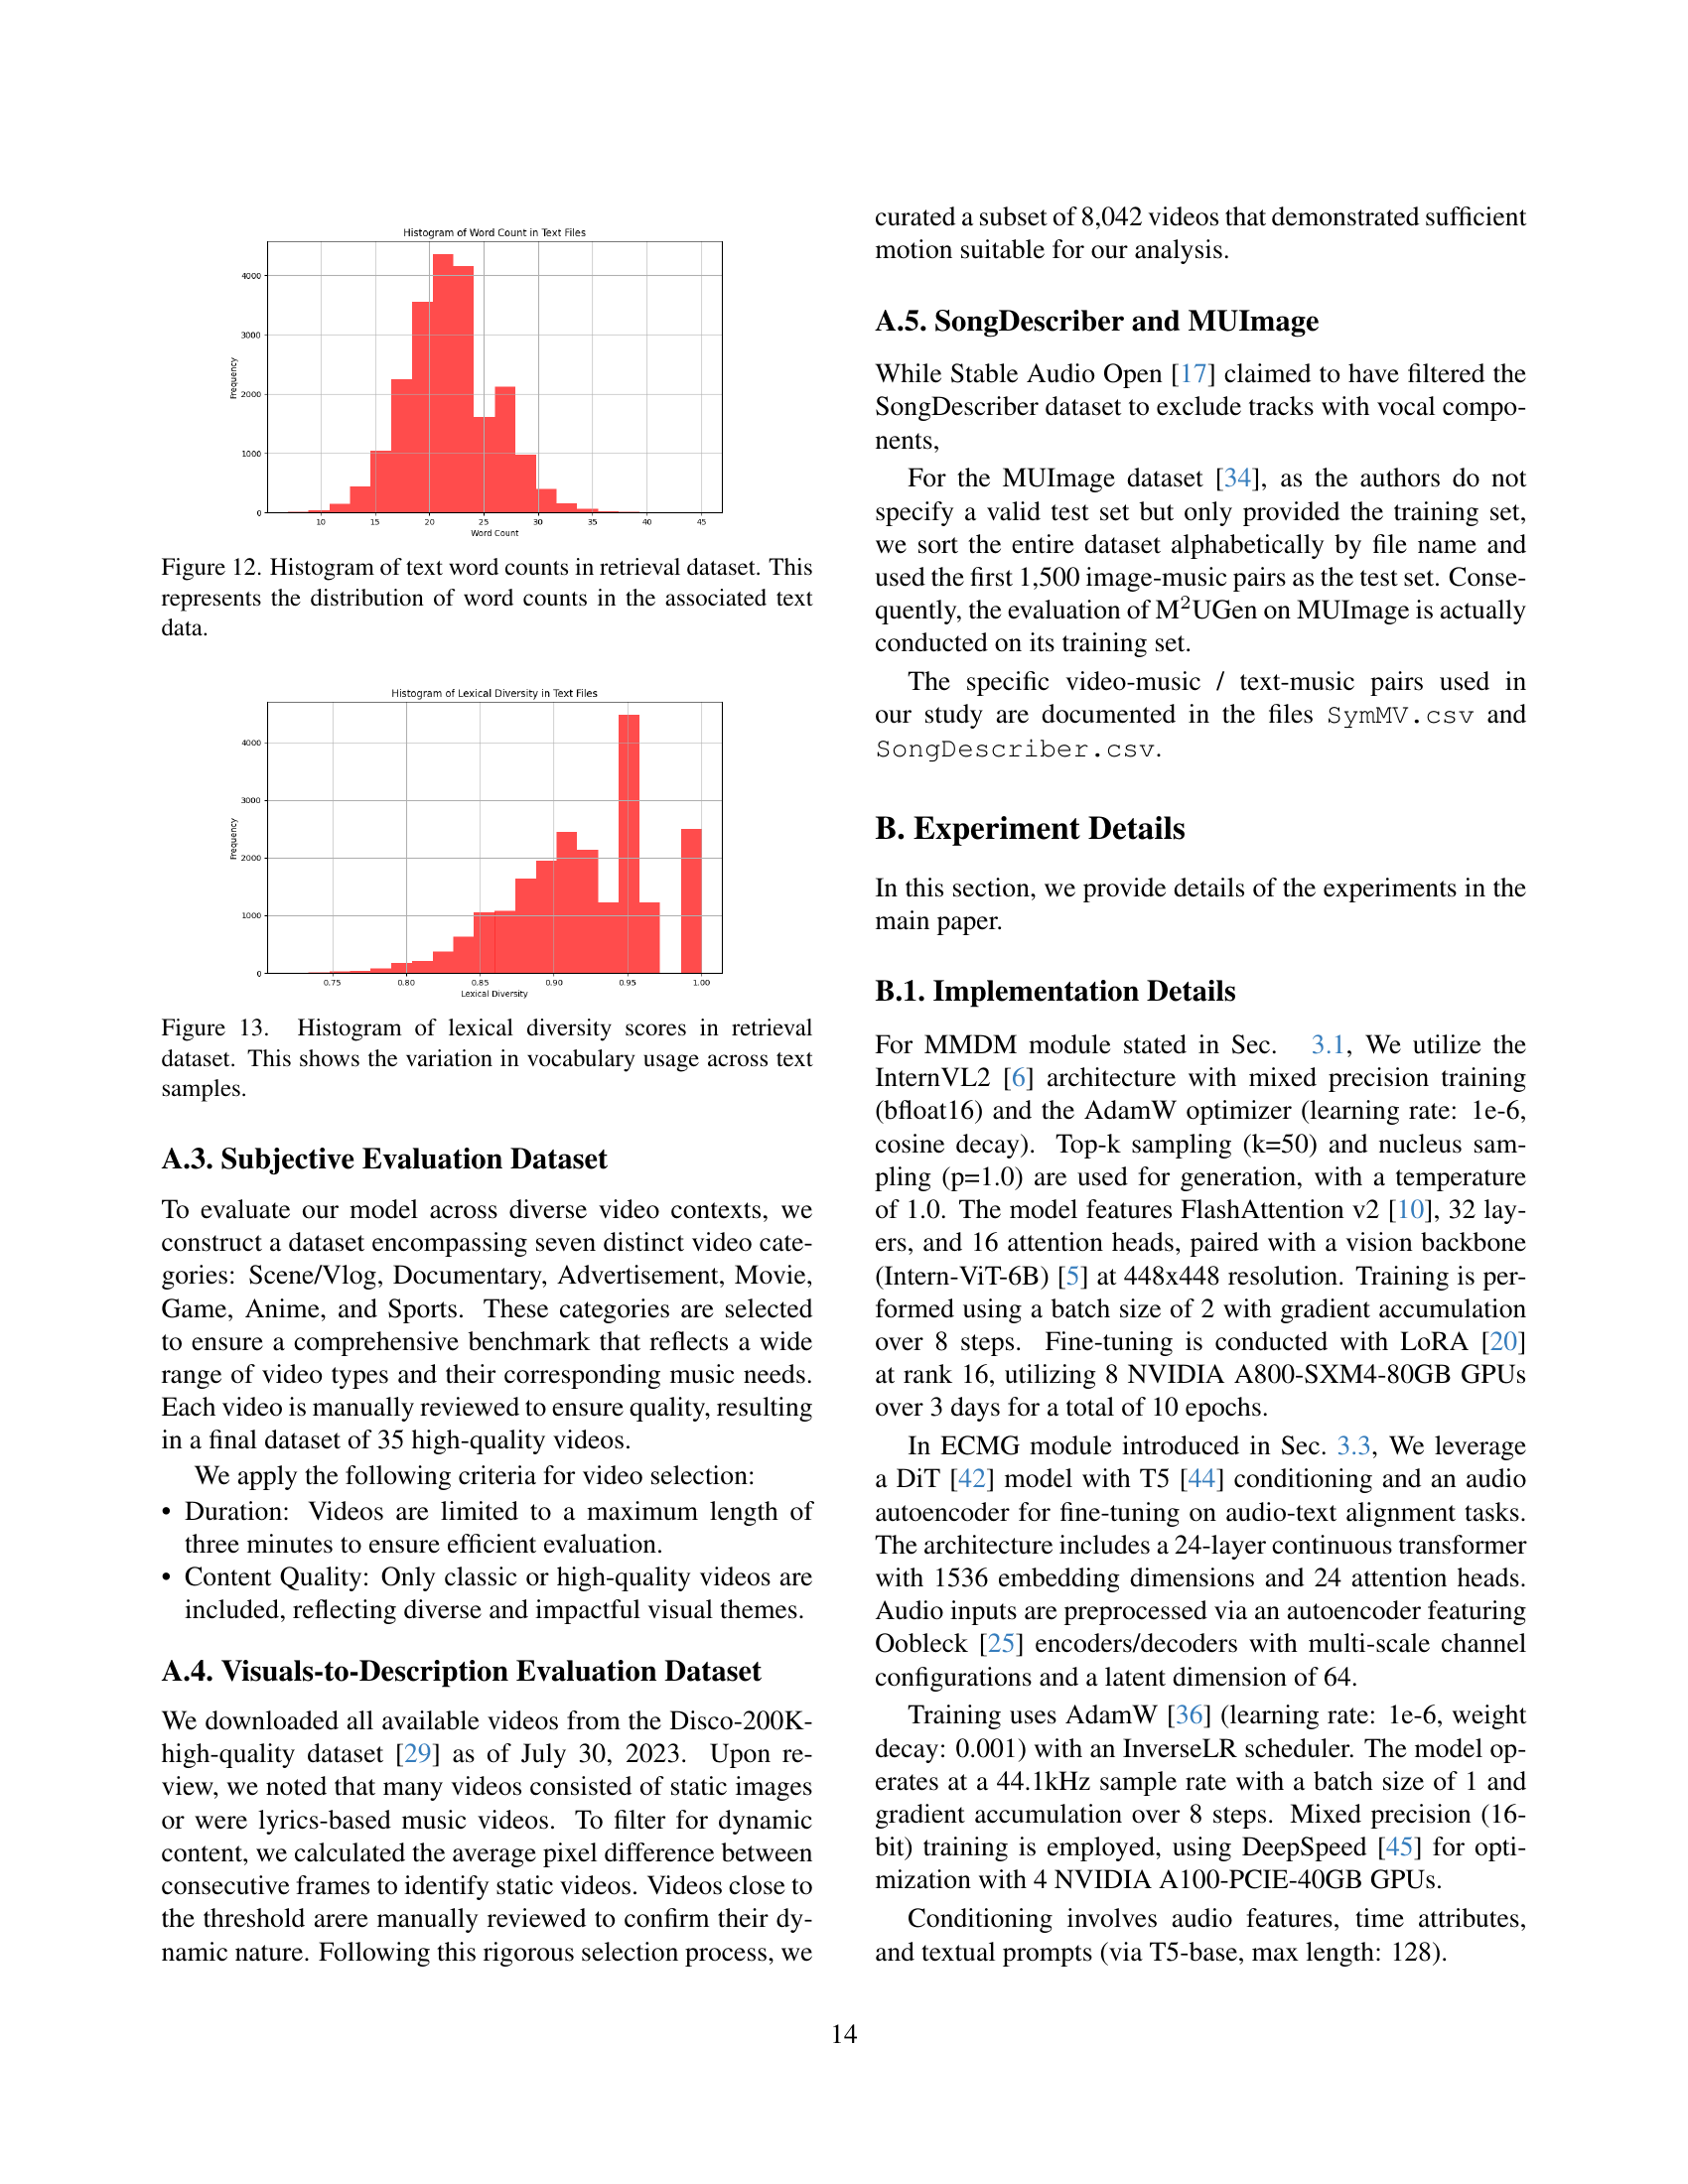 Histogram of Word Count in Text Files
4000
3000
2000
1000
0
Frequency
10 15 20 25 30 35 40 45
Word Count
Figure 12. Histogram of text word counts in retrieval dataset. This
represents the distribution of word counts in the associated text
data.
Histogram of Lexical Diversity in Text Files
4000
3000
2000
1000
0
Frequency
0.75 0.80 0.85 0.90 0.95 1.00
Lexical Diversity
Figure 13. Histogram of lexical diversity scores in retrieval
dataset. This shows the variation in vocabulary usage across text
samples.
A.3. Subjective Evaluation Dataset
To evaluate our model across diverse video contexts, we
construct a dataset encompassing seven distinct video cate-
gories: Scene/Vlog, Documentary, Advertisement, Movie,
Game, Anime, and Sports. These categories are selected
to ensure a comprehensive benchmark that reflects a wide
range of video types and their corresponding music needs.
Each video is manually reviewed to ensure quality, resulting
in a final dataset of 35 high-quality videos.
We apply the following criteria for video selection:
• Duration: Videos are limited to a maximum length of
three minutes to ensure efficient evaluation.
• Content Quality: Only classic or high-quality videos are
included, reflecting diverse and impactful visual themes.
A.4. Visuals-to-Description Evaluation Dataset
We downloaded all available videos from the Disco-200K-
high-quality dataset [29] as of July 30, 2023. Upon re-
view, we noted that many videos consisted of static images
or were lyrics-based music videos. To filter for dynamic
content, we calculated the average pixel difference between
consecutive frames to identify static videos. Videos close to
the threshold arere manually reviewed to confirm their dy-
namic nature. Following this rigorous selection process, we
curated a subset of 8,042 videos that demonstrated sufficient
motion suitable for our analysis.
A.5. SongDescriber and MUImage
While Stable Audio Open [17] claimed to have filtered the
SongDescriber dataset to exclude tracks with vocal compo-
nents,
For the MUImage dataset [34], as the authors do not
specify a valid test set but only provided the training set,
we sort the entire dataset alphabetically by file name and
used the first 1,500 image-music pairs as the test set. Conse-
quently, the evaluation of M²UGen on MUImage is actually
conducted on its training set.
The specific video-music / text-music pairs used in
our study are documented in the files SymMV.csv and
SongDescriber.csv.
B. Experiment Details
In this section, we provide details of the experiments in the
main paper.
B.1. Implementation Details
For MMDM module stated in Sec. 3.1, We utilize the
InternVL2 [6] architecture with mixed precision training
(bfloat16) and the AdamW optimizer (learning rate: 1e-6,
cosine decay). Top-k sampling (k=50) and nucleus sam-
pling (p=1.0) are used for generation, with a temperature
of 1.0. The model features FlashAttention v2 [10], 32 lay-
ers, and 16 attention heads, paired with a vision backbone
(Intern-ViT-6B) [5] at 448x448 resolution. Training is per-
formed using a batch size of 2 with gradient accumulation
over 8 steps. Fine-tuning is conducted with LoRA [20]
at rank 16, utilizing 8 NVIDIA A800-SXM4-80GB GPUs
over 3 days for a total of 10 epochs.
In ECMG module introduced in Sec. 3.3, We leverage
a DiT [42] model with T5 [44] conditioning and an audio
autoencoder for fine-tuning on audio-text alignment tasks.
The architecture includes a 24-layer continuous transformer
with 1536 embedding dimensions and 24 attention heads.
Audio inputs are preprocessed via an autoencoder featuring
Oobleck [25] encoders/decoders with multi-scale channel
configurations and a latent dimension of 64.
Training uses AdamW [36] (learning rate: 1e-6, weight
decay: 0.001) with an InverseLR scheduler. The model op-
erates at a 44.1kHz sample rate with a batch size of 1 and
gradient accumulation over 8 steps. Mixed precision (16-
bit) training is employed, using DeepSpeed [45] for opti-
mization with 4 NVIDIA A100-PCIE-40GB GPUs.
Conditioning involves audio features, time attributes,
and textual prompts (via T5-base, max length: 128).
14